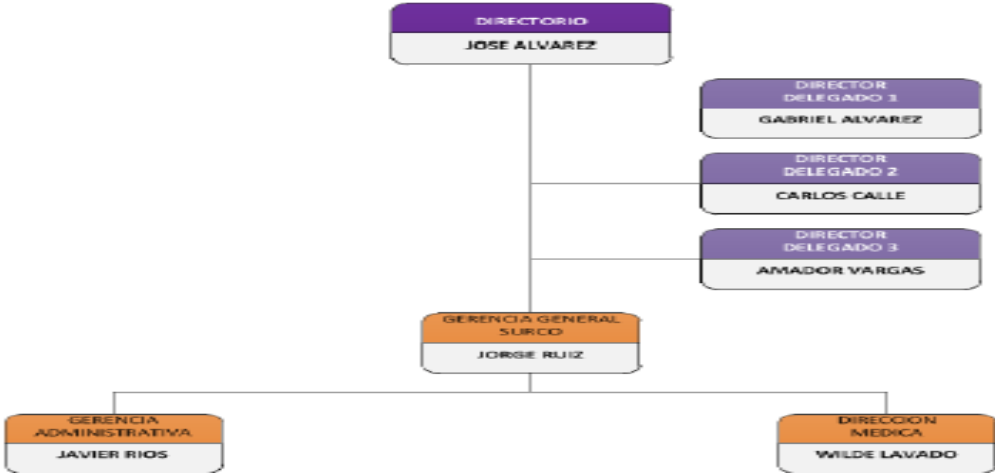 DIRECTORIO
JOSE ALVAREZ
DIRECTOR
DELEGADO 1
GABRIEL ALVAREZ
DIRECTOR
DELEGADO 2
CARLOS CALLE
DIRECTOR
DELEGADO 3
AMADOR VARGAS
GERENCIA GENERAL
SURCO
JORGE RUIZ
GERENCIA
ADMINISTRATIVA
JAVIER RIOS
DIRECCION
MEDICA
WILDE LAVADO